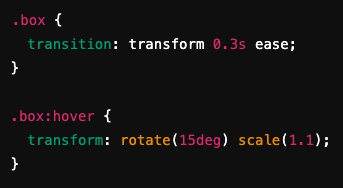 .box {
  transition: transform 0.3s ease;
}

.box:hover {
  transform: rotate(15deg) scale(1.1);
}